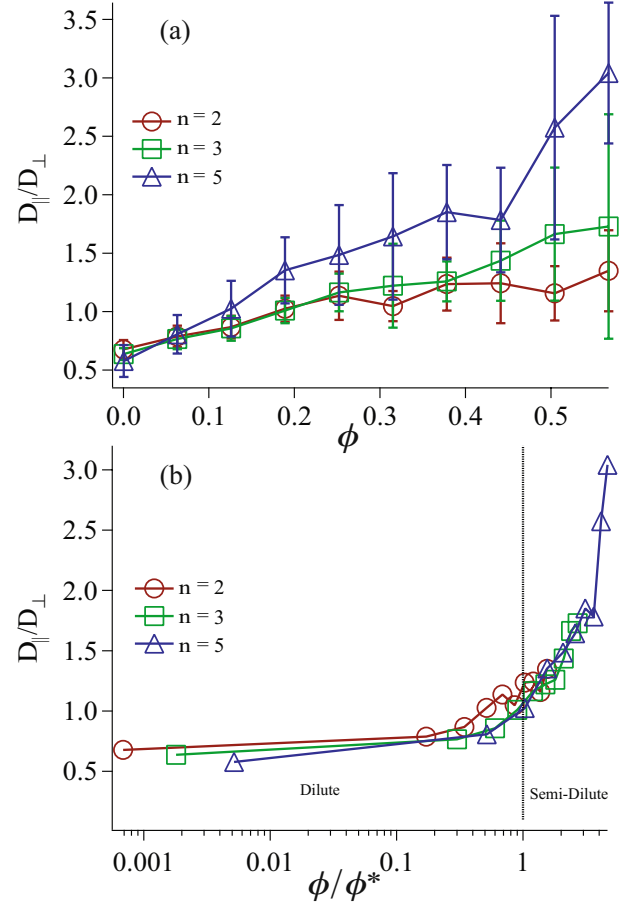 (a)
D∥/D⊥
3.5
3.0
2.5
2.0
1.5
1.0
0.5
n = 2
n = 3
n = 5
0.0 0.1 0.2 0.3 0.4 0.5
ϕ
(b)
D∥/D⊥
3.0
2.5
2.0
1.5
1.0
0.5
n = 2
n = 3
n = 5
Dilute
Semi-Dilute
0.001 0.01 0.1 1
ϕ/ϕ*